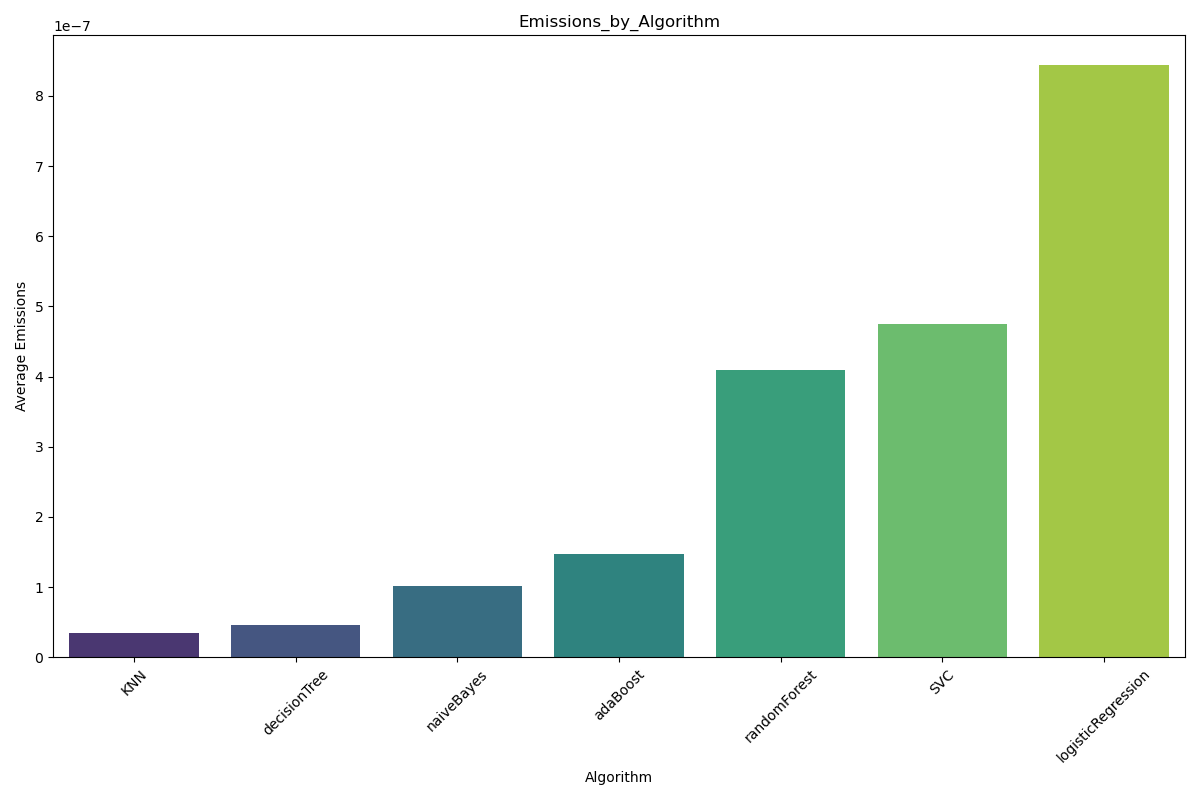 Emissions_by_Algorithm
1e−7
8
7
6
5
4
3
2
1
0
Average Emissions
KNN
decisionTree
naiveBayes
adaBoost
randomForest
SVC
logisticRegression
Algorithm